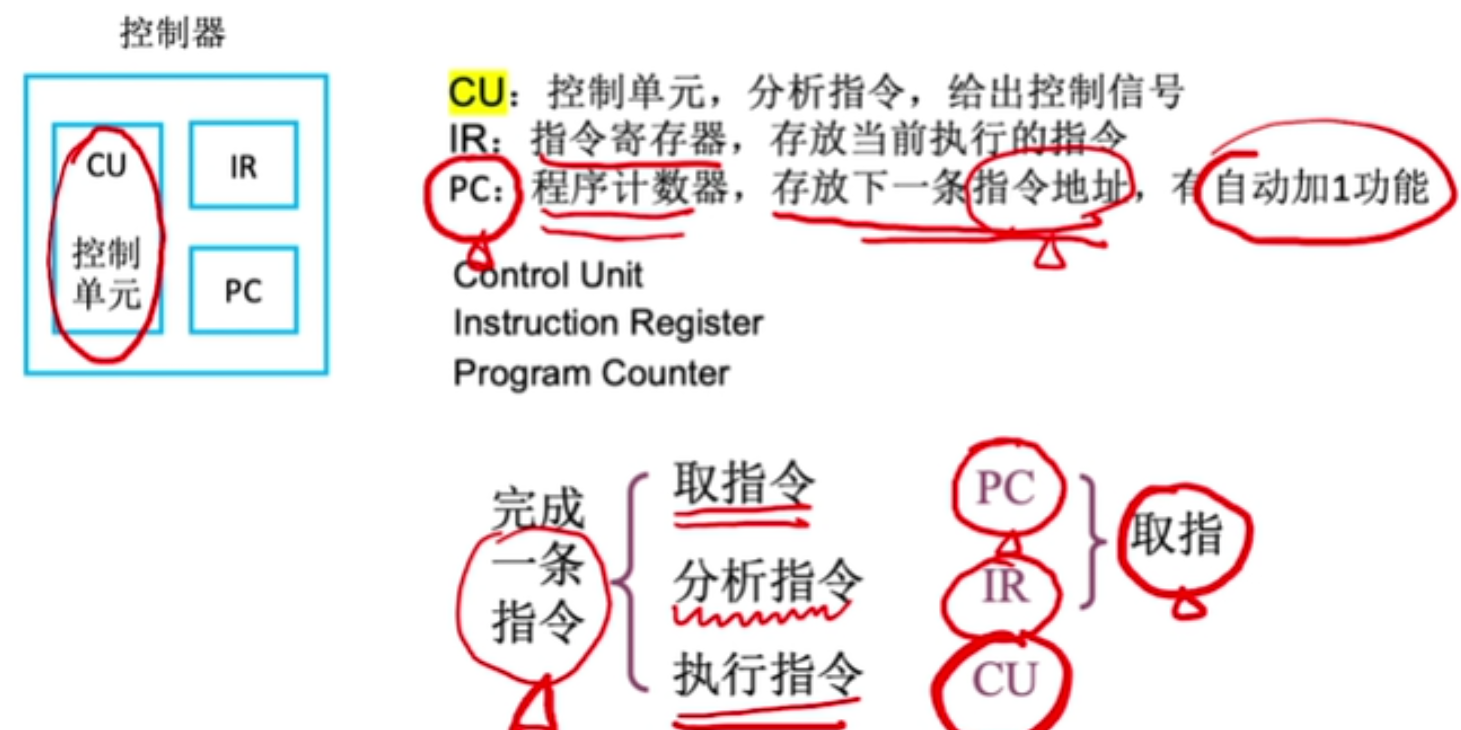 控制器
CU
控制
单元
IR
PC
CU：控制单元，分析指令，给出控制信号
IR：指令寄存器，存放当前执行的指令
PC：程序计数器，存放下一条指令地址，有自动加1功能
Control Unit
Instruction Register
Program Counter
完成
一条
指令
取指令
分析指令
执行指令
PC
IR
CU
取指